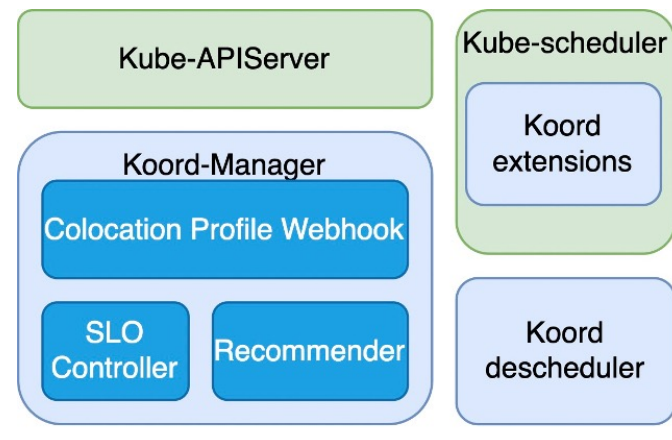 Kube-APIServer
Kube-scheduler
Koord
extensions
Koord-Manager
Colocation Profile Webhook
SLO
Controller
Recommender
Koord
descheduler